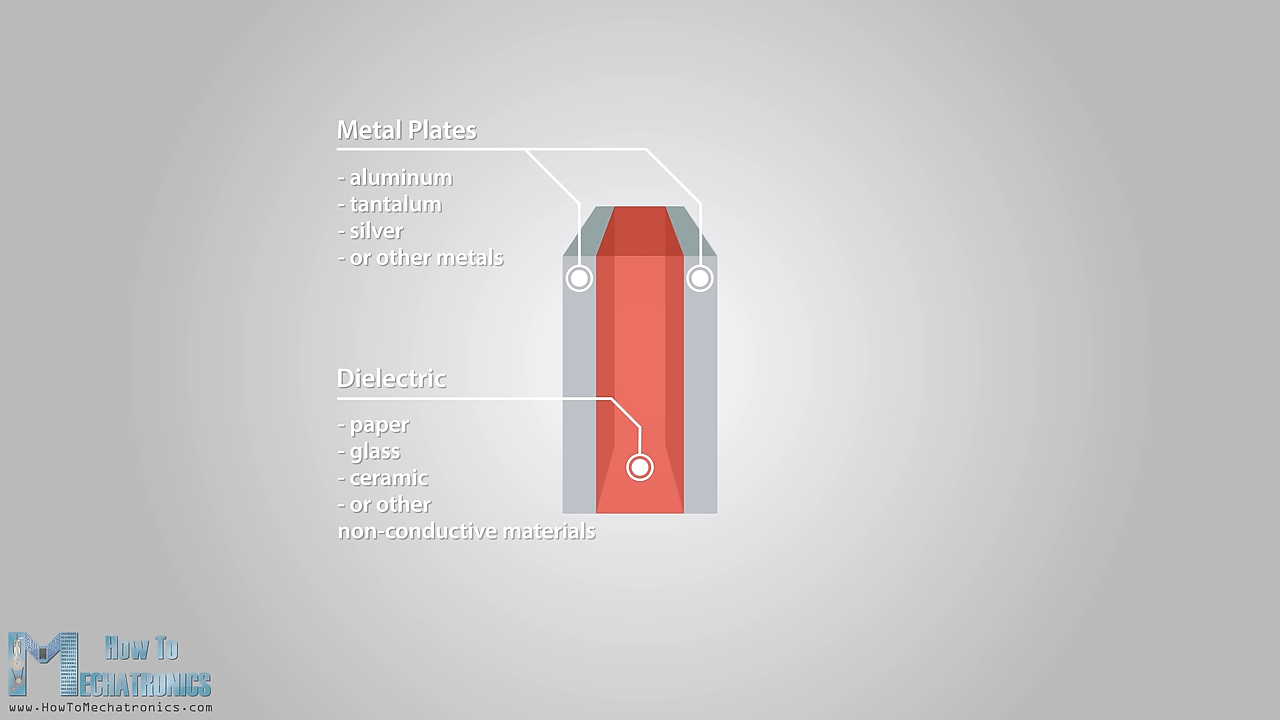 Metal Plates
- aluminum
- tantalum
- silver
- or other metals
Dielectric
- paper
- glass
- ceramic
- or other
non-conductive materials
How To
MECHATRONICS
www.HowToMechatronics.com